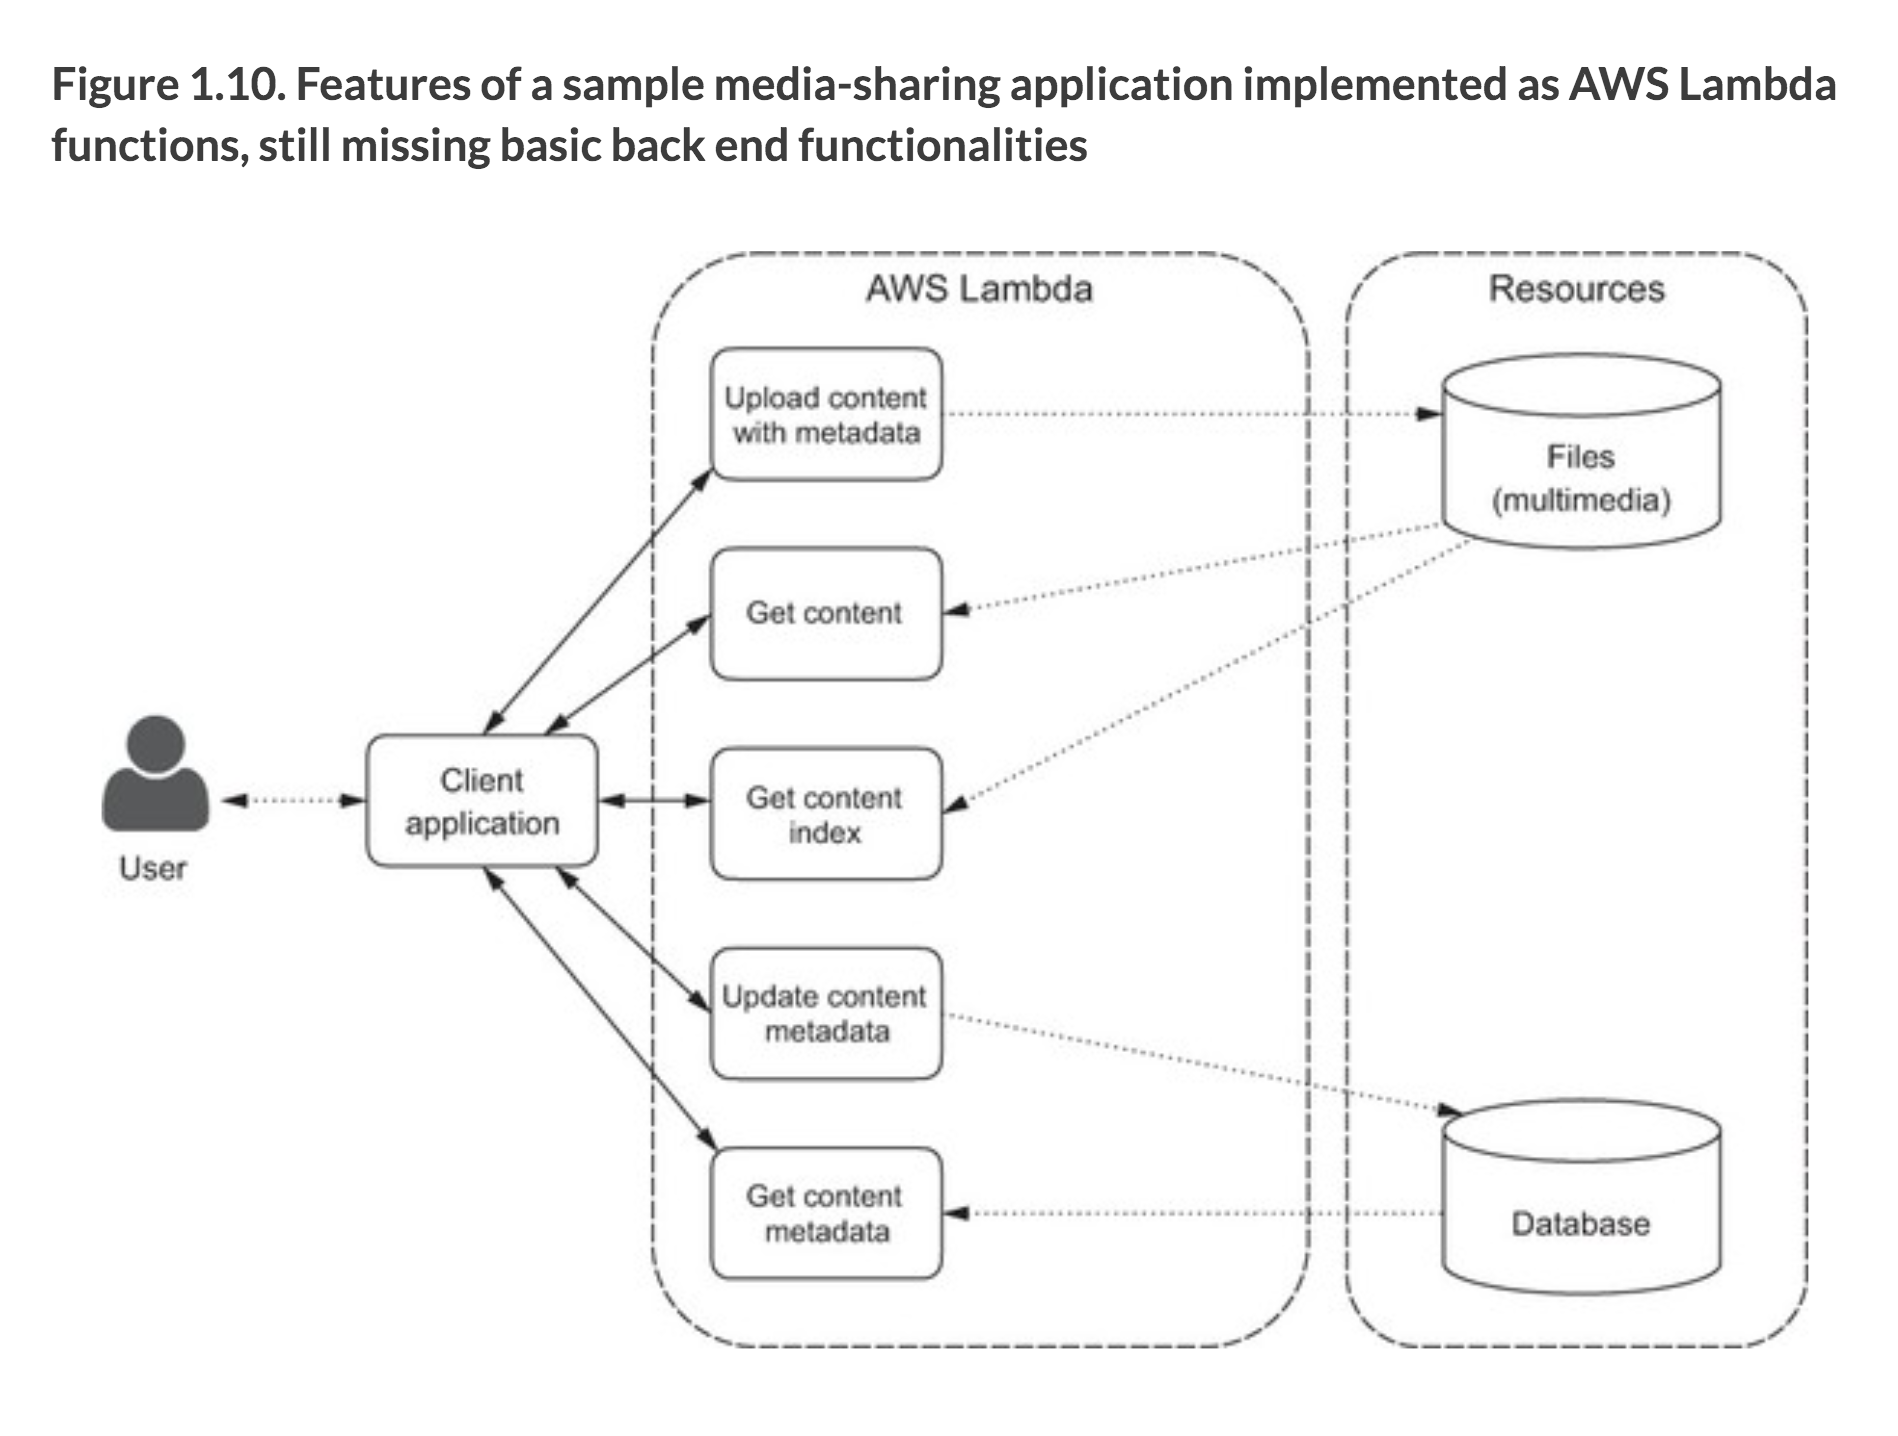 Figure 1.10. Features of a sample media-sharing application implemented as AWS Lambda
functions, still missing basic back end functionalities
AWS Lambda
Resources
Upload content
with metadata
Files
(multimedia)
Get content
Client
application
Get content
index
User
Update content
metadata
Get content
metadata
Database